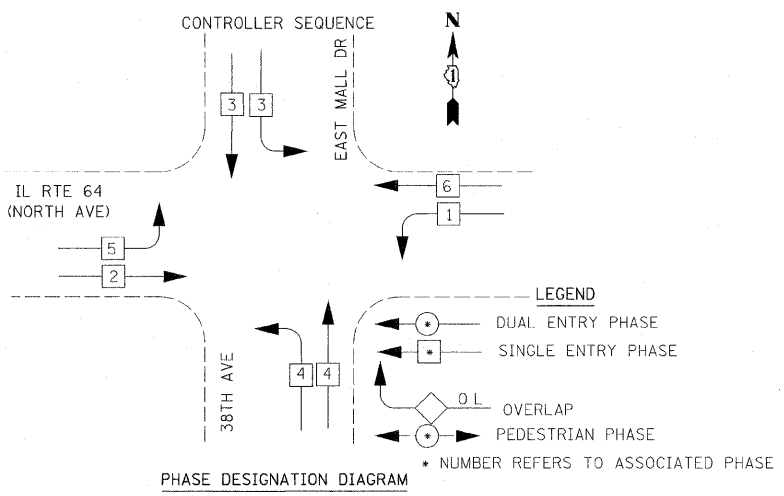 CONTROLLER SEQUENCE
N
1
EAST MALL DR
3 3
IL RTE 64
(NORTH AVE)
6
1
5
2
LEGEND
* DUAL ENTRY PHASE
* SINGLE ENTRY PHASE
4 4
38TH AVE
O L
OVERLAP
* PEDESTRIAN PHASE
* NUMBER REFERS TO ASSOCIATED PHASE
PHASE DESIGNATION DIAGRAM